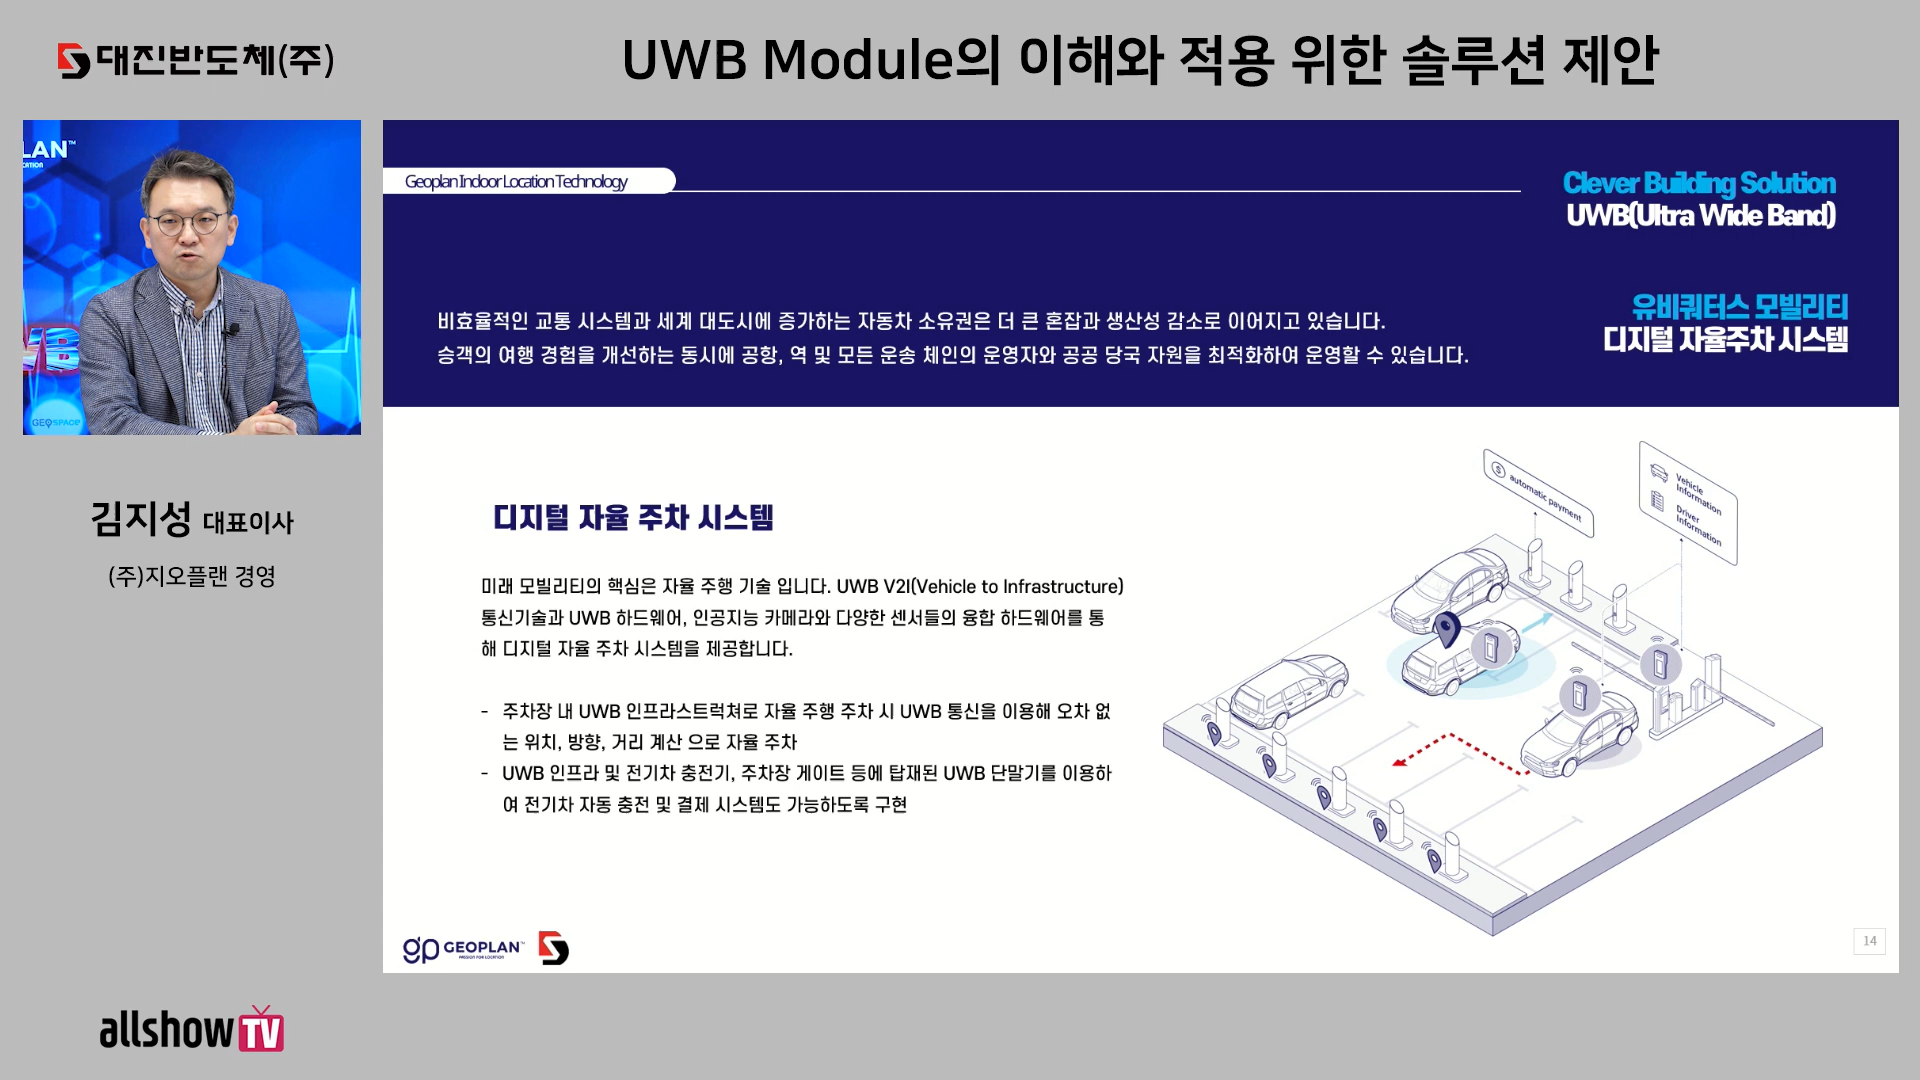 대진반도체(주)
UWB Module의 이해와 적용 위한 솔루션 제안
LAN™
GEOSPACE
김지성 대표이사
(주)지오플랜 경영
allshowTV
Geoplan Indoor Location Technology
Clever Building Solution
UWB(Ultra Wide Band)
비효율적인 교통 시스템과 세계 대도시에 증가하는 자동차 소유권은 더 큰 혼잡과 생산성 감소로 이어지고 있습니다.
승객의 여행 경험을 개선하는 동시에 공항, 역 및 모든 운송 체인의 운영자와 공공 당국 자원을 최적화하여 운영할 수 있습니다.
유비쿼터스 모빌리티
디지털 자율주차 시스템
디지털 자율 주차 시스템
미래 모빌리티의 핵심은 자율 주행 기술 입니다. UWB V2I(Vehicle to Infrastructure)
통신기술과 UWB 하드웨어, 인공지능 카메라와 다양한 센서들의 융합 하드웨어를 통
해 디지털 자율 주차 시스템을 제공합니다.
- 주차장 내 UWB 인프라스트럭쳐로 자율 주행 주차 시 UWB 통신을 이용해 오차 없
는 위치, 방향, 거리 계산 으로 자율 주차
- UWB 인프라 및 전기차 충전기, 주차장 게이트 등에 탑재된 UWB 단말기를 이용하
여 전기차 자동 충전 및 결제 시스템도 가능하도록 구현
automatic payment
Vehicle
Information
Driver
Information
gp GEOPLAN™
PASSION FOR LOCATION
14